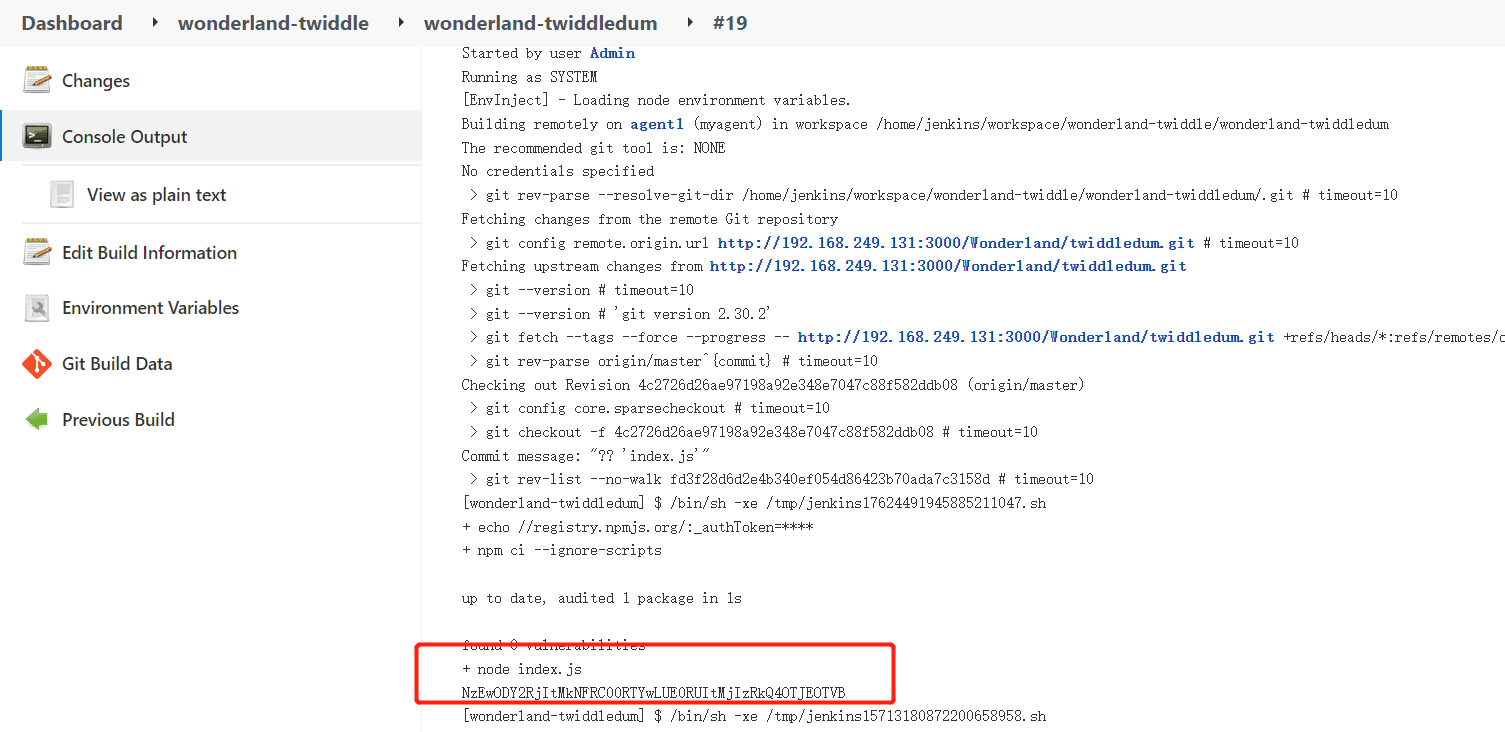 Dashboard wonderland-twiddle wonderland-twiddledum #19
Changes
Console Output
View as plain text
Edit Build Information
Environment Variables
Git Build Data
Previous Build
Started by user Admin
Running as SYSTEM
[EnvInject] - Loading node environment variables.
Building remotely on agent1 (myagent) in workspace /home/jenkins/workspace/wonderland-twiddle/wonderland-twiddledum
The recommended git tool is: NONE
No credentials specified
> git rev-parse --resolve-git-dir /home/jenkins/workspace/wonderland-twiddle/wonderland-twiddledum/.git # timeout=10
Fetching changes from the remote Git repository
> git config remote.origin.url http://192.168.249.131:3000/Wonderland/twiddledum.git # timeout=10
Fetching upstream changes from http://192.168.249.131:3000/Wonderland/twiddledum.git
> git --version # timeout=10
> git --version # 'git version 2.30.2'
> git fetch --tags --force --progress -- http://192.168.249.131:3000/Wonderland/twiddledum.git +refs/heads/*:refs/remotes/o
> git rev-parse origin/master^{commit} # timeout=10
Checking out Revision 4c2726d26ae97198a92e348e7047c88f582ddb08 (origin/master)
> git config core.sparsecheckout # timeout=10
> git checkout -f 4c2726d26ae97198a92e348e7047c88f582ddb08 # timeout=10
Commit message: "?? 'index.js'"
> git rev-list --no-walk fd3f28d6d2e4b340ef054d86423b70ada7c3158d # timeout=10
[wonderland-twiddledum] $ /bin/sh -xe /tmp/jenkins17624491945885211047.sh
+ echo //registry.npmjs.org/:_authToken=****
+ npm ci --ignore-scripts
up to date, audited 1 package in 1s
found 0 vulnerabilities
+ node index.js
NzEwODY2RjItMkNFRC00RTYwLUE0RUItMjIzRkQ4OTJEOTVB
[wonderland-twiddledum] $ /bin/sh -xe /tmp/jenkins15713180872200658958.sh